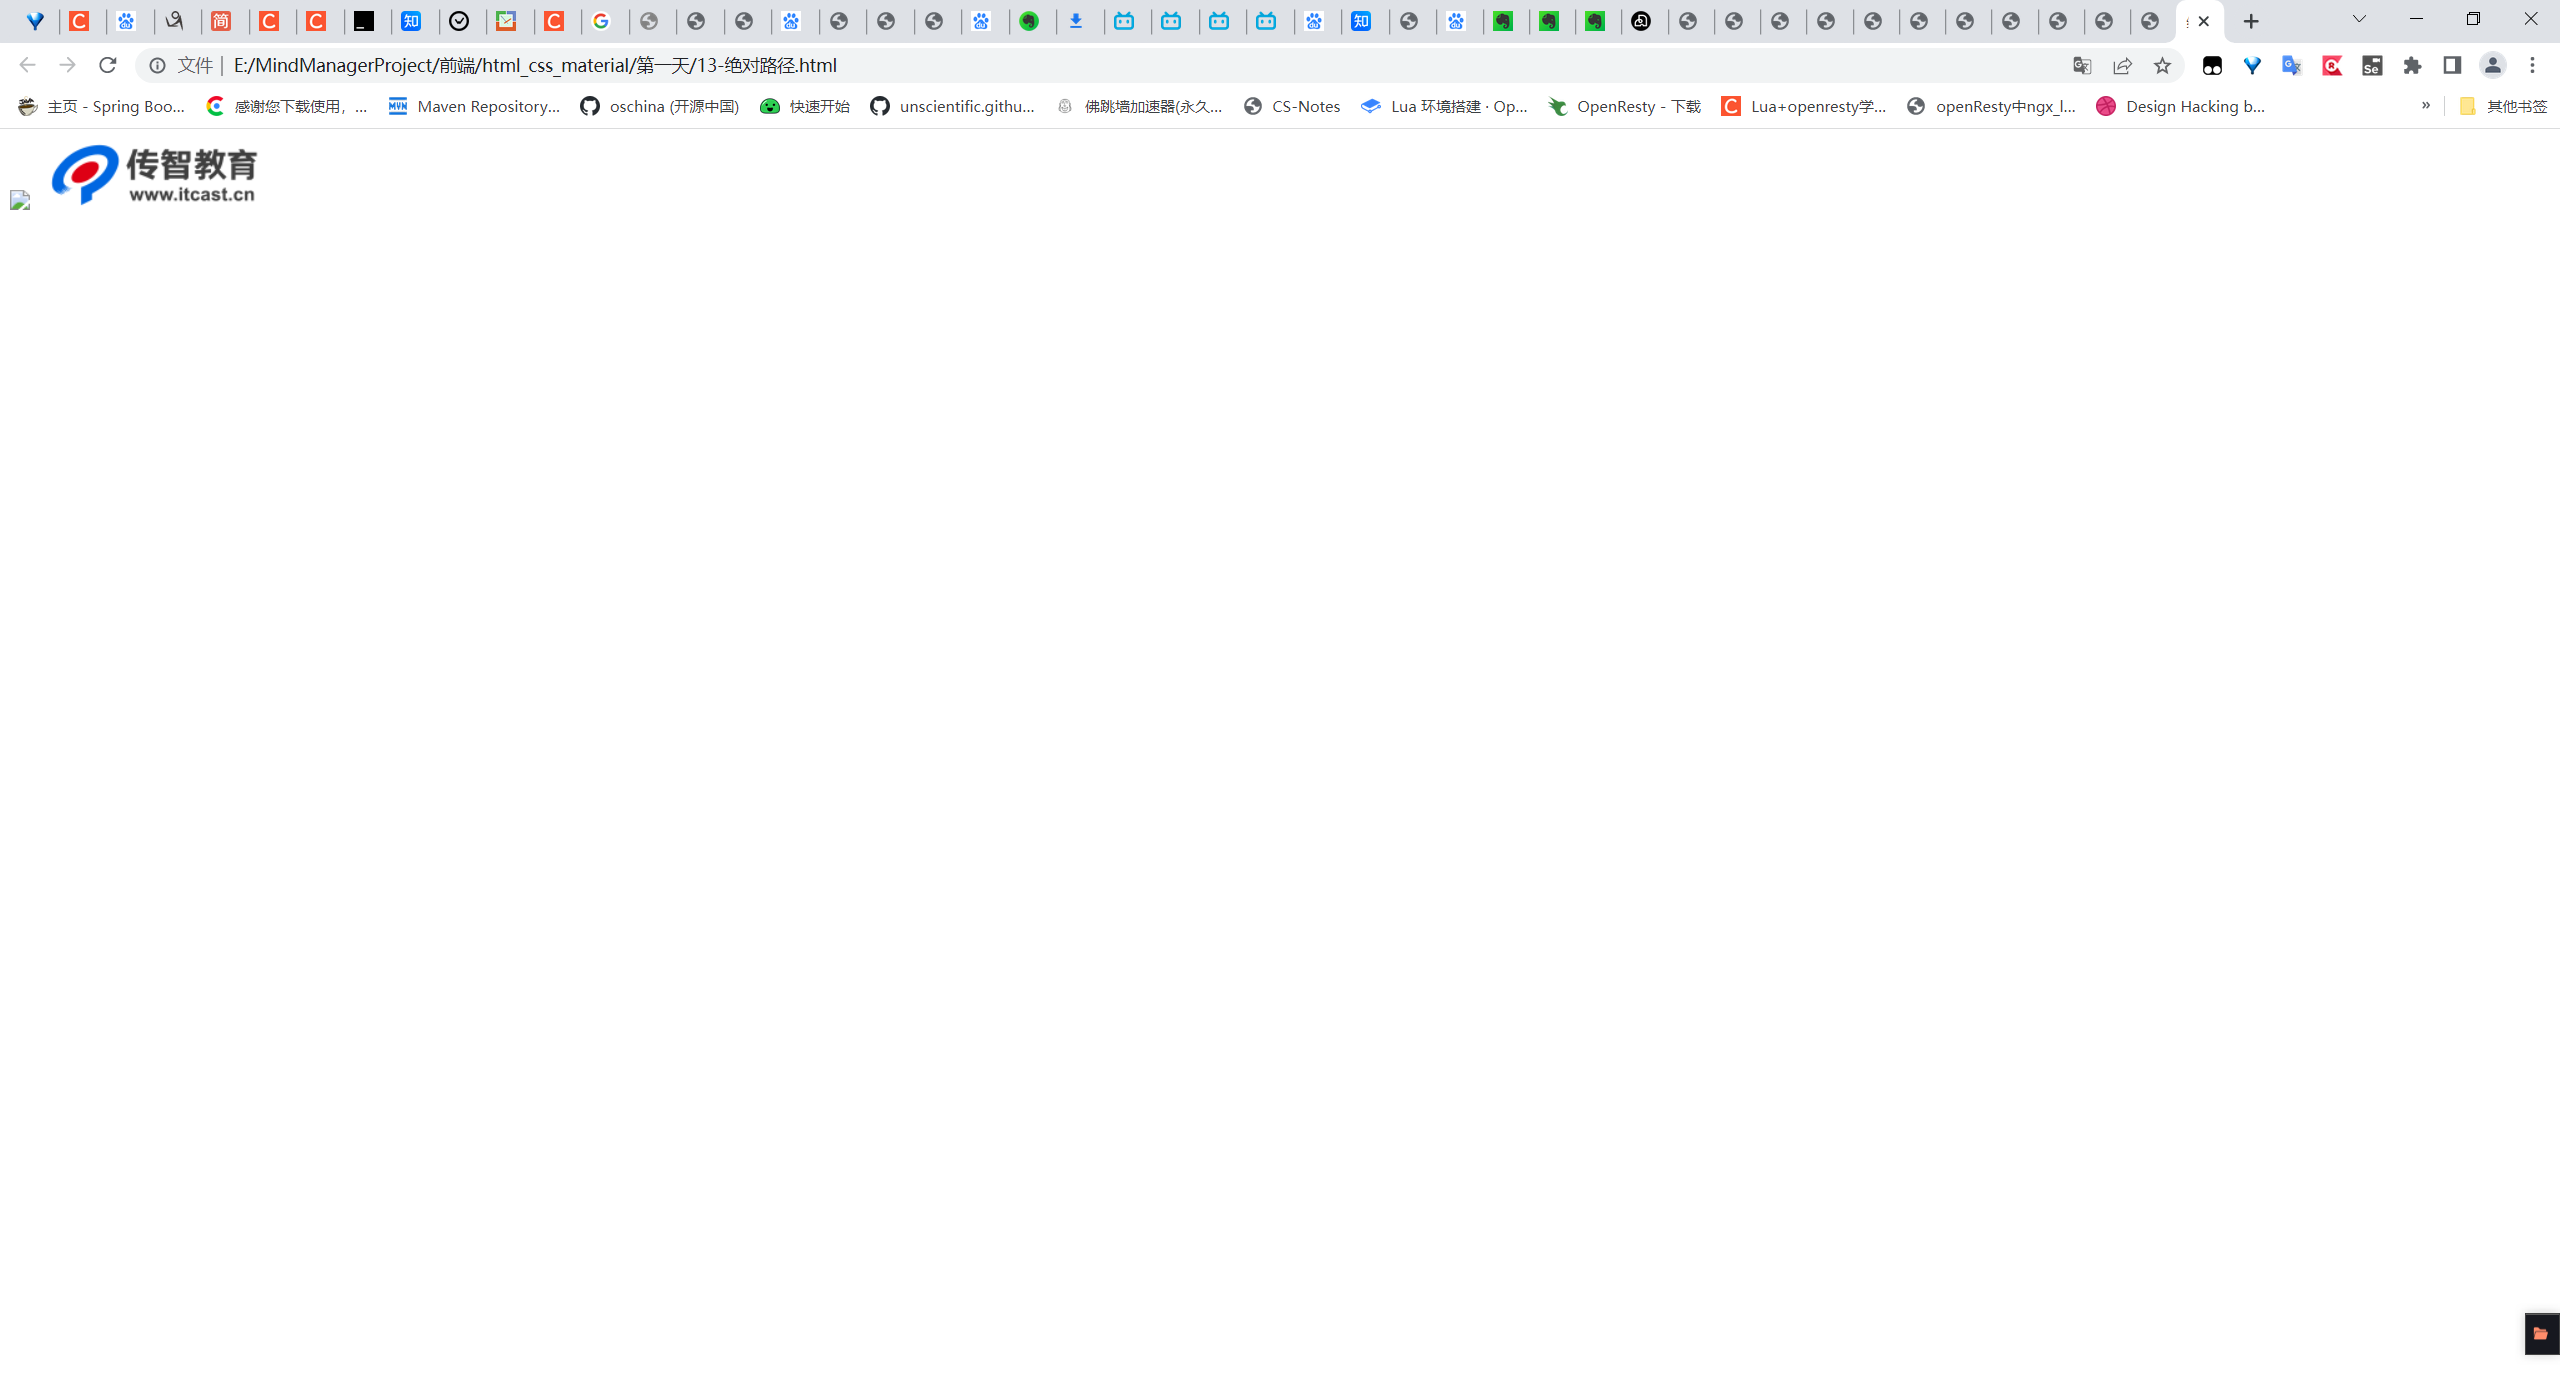 文件 | E:/MindManagerProject/前端/html_css_material/第一天/13-绝对路径.html
主页 - Spring Boo... 感谢您下载使用，... Maven Repository... oschina (开源中国) 快速开始 unscientific.githu... 佛跳墙加速器(永久... CS-Notes Lua 环境搭建 · Op... OpenResty - 下载 Lua+openresty学... openResty中ngx_l... Design Hacking b... » 其他书签
传智教育
www.itcast.cn